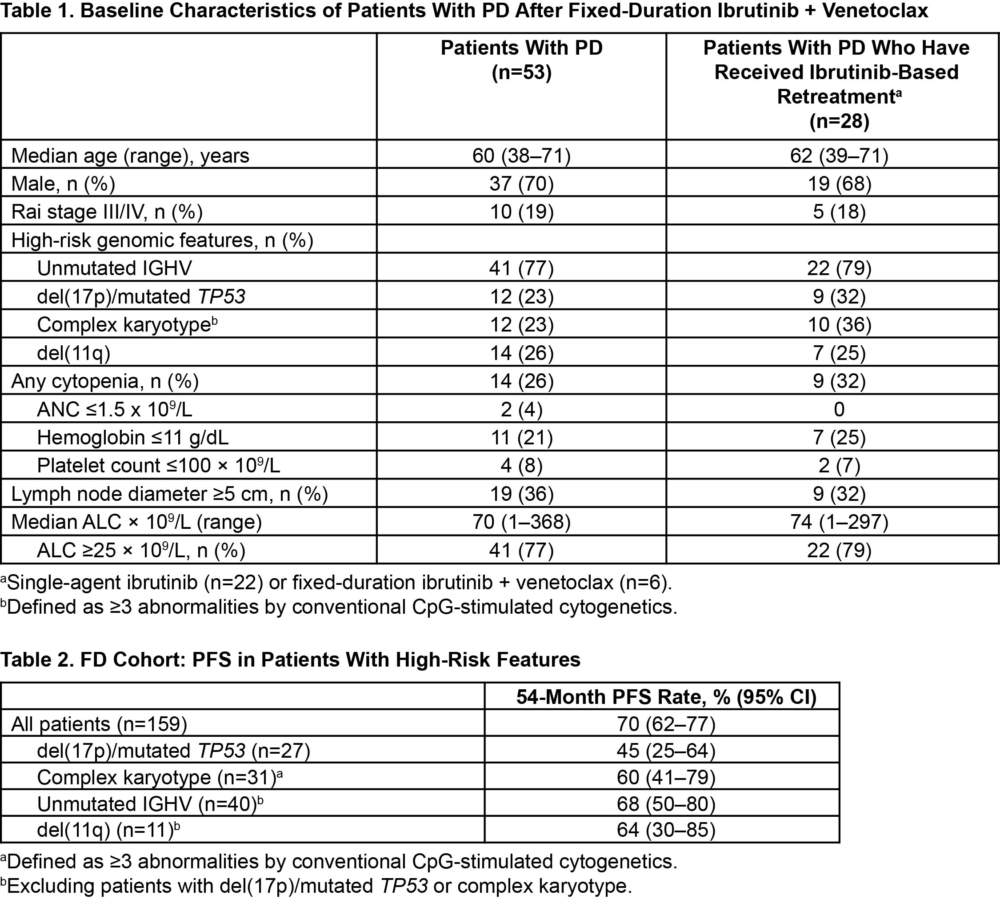 Table 1. Baseline Characteristics of Patients With PD After Fixed-Duration Ibrutinib + Venetoclax
Patients With PD
(n=53)
Patients With PD Who Have
Received Ibrutinib-Based
Retreatmentᵃ
(n=28)
Median age (range), years 60 (38–71) 62 (39–71)
Male, n (%) 37 (70) 19 (68)
Rai stage III/IV, n (%) 10 (19) 5 (18)
High-risk genomic features, n (%)
Unmutated IGHV 41 (77) 22 (79)
del(17p)/mutated TP53 12 (23) 9 (32)
Complex karyotypeᵇ 12 (23) 10 (36)
del(11q) 14 (26) 7 (25)
Any cytopenia, n (%) 14 (26) 9 (32)
ANC ≤1.5 x 10⁹/L 2 (4) 0
Hemoglobin ≤11 g/dL 11 (21) 7 (25)
Platelet count ≤100 × 10⁹/L 4 (8) 2 (7)
Lymph node diameter ≥5 cm, n (%) 19 (36) 9 (32)
Median ALC × 10⁹/L (range) 70 (1–368) 74 (1–297)
ALC ≥25 × 10⁹/L, n (%) 41 (77) 22 (79)
ᵃSingle-agent ibrutinib (n=22) or fixed-duration ibrutinib + venetoclax (n=6).
ᵇDefined as ≥3 abnormalities by conventional CpG-stimulated cytogenetics.
Table 2. FD Cohort: PFS in Patients With High-Risk Features
54-Month PFS Rate, % (95% CI)
All patients (n=159) 70 (62–77)
del(17p)/mutated TP53 (n=27) 45 (25–64)
Complex karyotype (n=31)ᵃ 60 (41–79)
Unmutated IGHV (n=40)ᵇ 68 (50–80)
del(11q) (n=11)ᵇ 64 (30–85)
ᵃDefined as ≥3 abnormalities by conventional CpG-stimulated cytogenetics.
ᵇExcluding patients with del(17p)/mutated TP53 or complex karyotype.